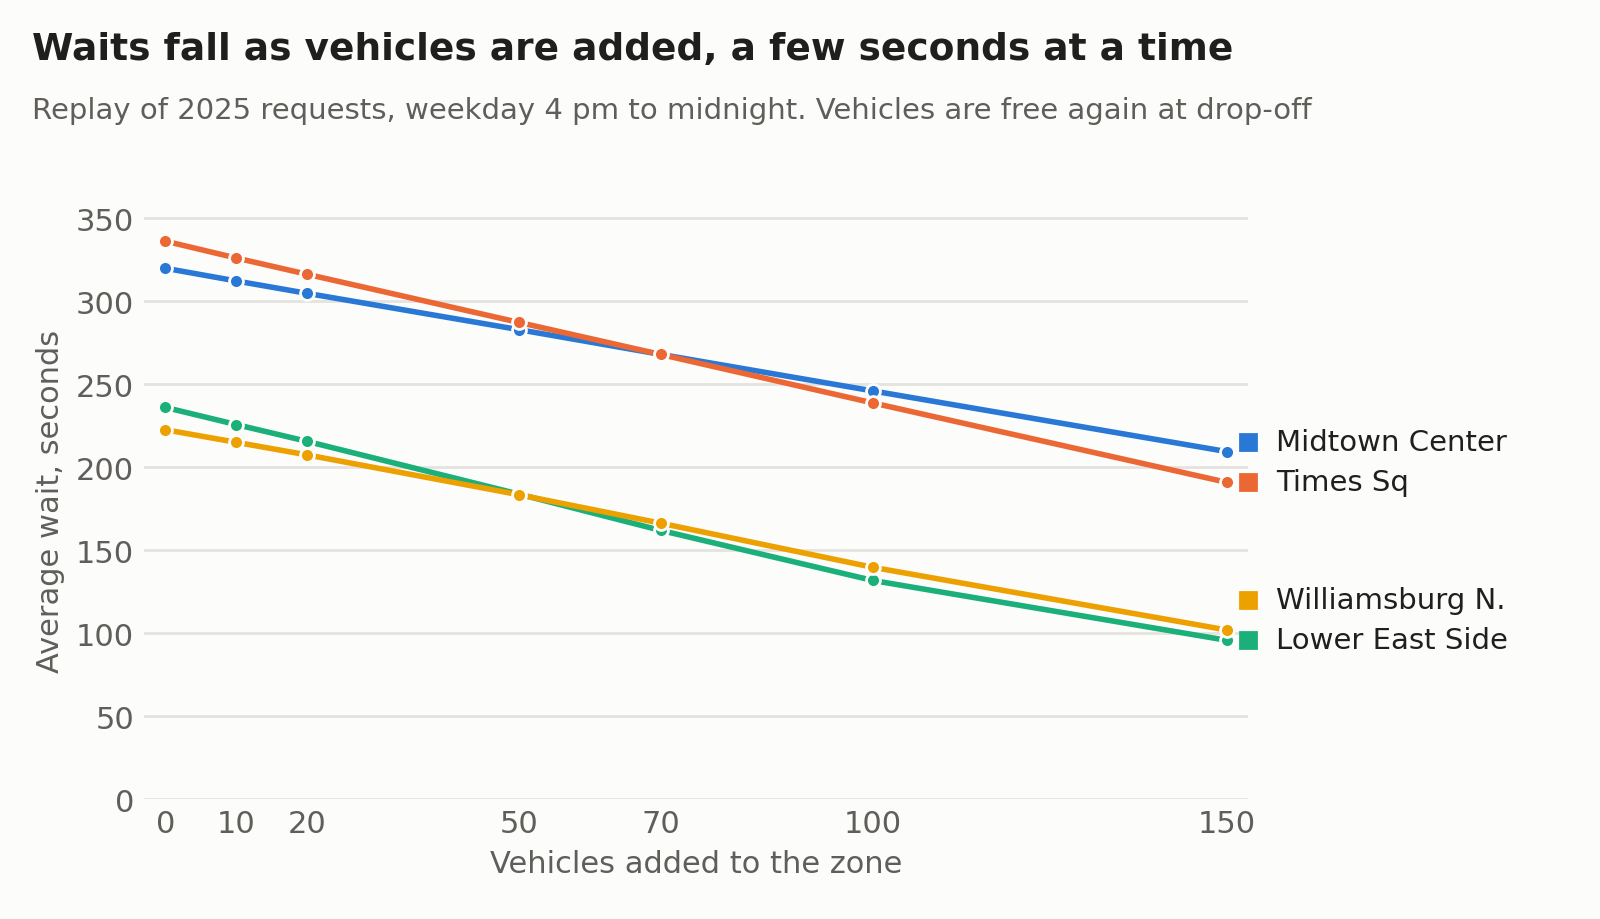 Waits fall as vehicles are added, a few seconds at a time
Replay of 2025 requests, weekday 4 pm to midnight. Vehicles are free again at drop-off
Average wait, seconds
350
300
250
200
150
100
50
0
0 10 20 50 70 100 150
Vehicles added to the zone
Midtown Center
Times Sq
Williamsburg N.
Lower East Side